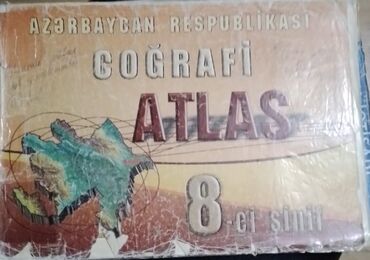 AZƏRBAYCAN RESPUBLİKASI
COĞRAFİ
ATLAS
8-ci sinif